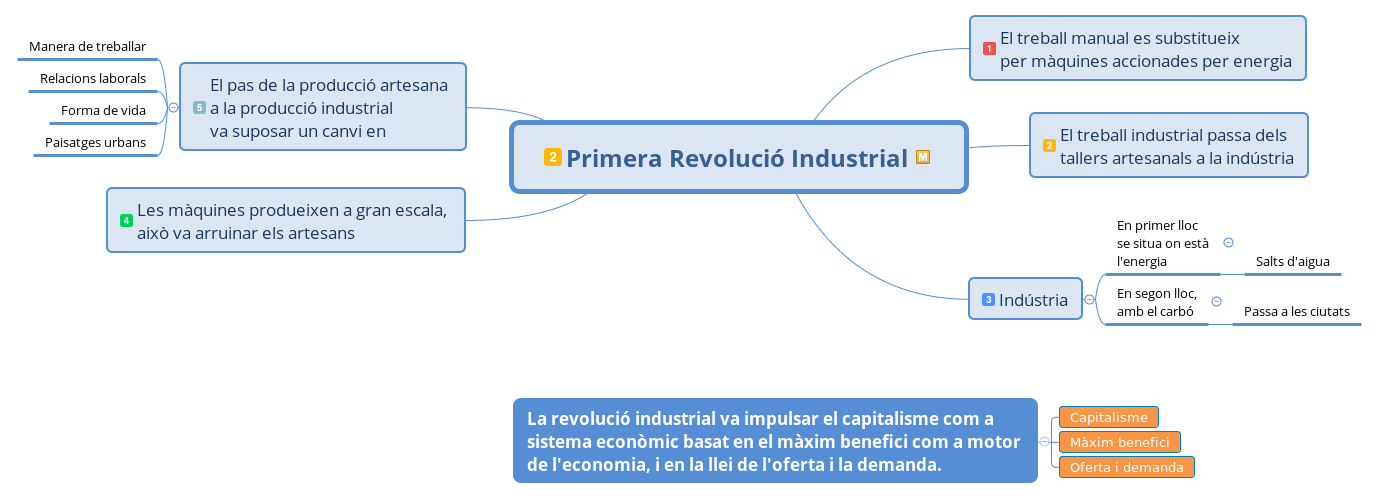 2 Primera Revolució Industrial M
1 El treball manual es substitueix
per màquines accionades per energia
2 El treball industrial passa dels
tallers artesanals a la indústria
3 Indústria
En primer lloc
se situa on està
l'energia
Salts d'aigua
En segon lloc,
amb el carbó
Passa a les ciutats
4 Les màquines produeixen a gran escala,
això va arruinar els artesans
5 El pas de la producció artesana
a la producció industrial
va suposar un canvi en
Manera de treballar
Relacions laborals
Forma de vida
Paisatges urbans
La revolució industrial va impulsar el capitalisme com a
sistema econòmic basat en el màxim benefici com a motor
de l'economia, i en la llei de l'oferta i la demanda.
Capitalisme
Màxim benefici
Oferta i demanda